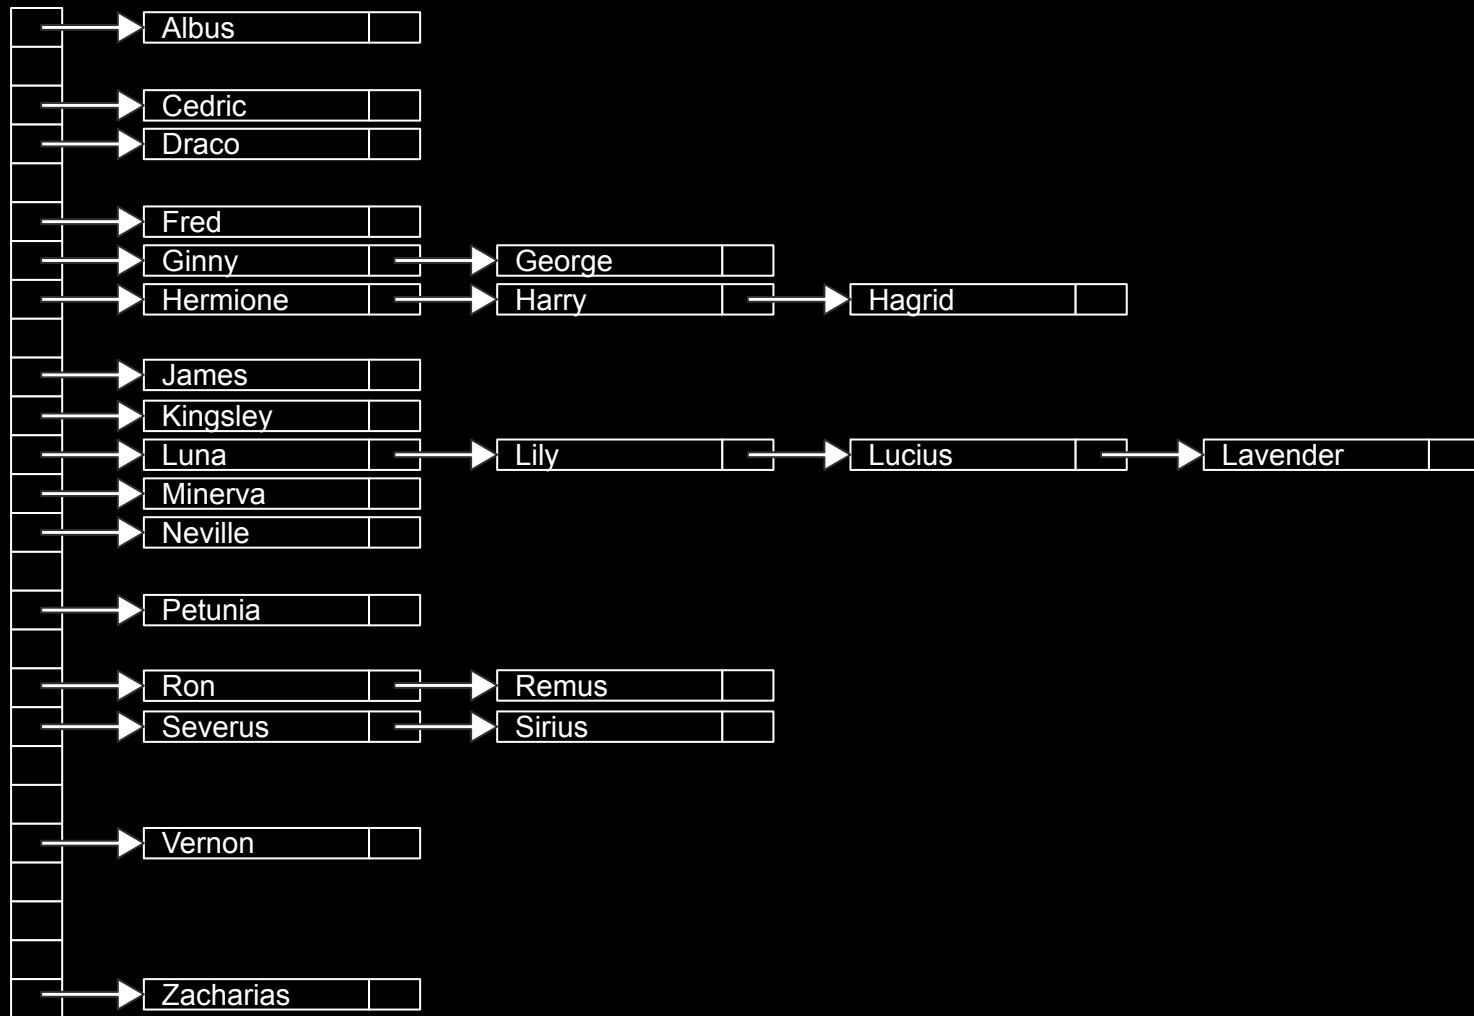 Albus
Cedric
Draco
Fred
Ginny George
Hermione Harry Hagrid
James
Kingsley
Luna Lily Lucius Lavender
Minerva
Neville
Petunia
Ron Remus
Severus Sirius
Vernon
Zacharias